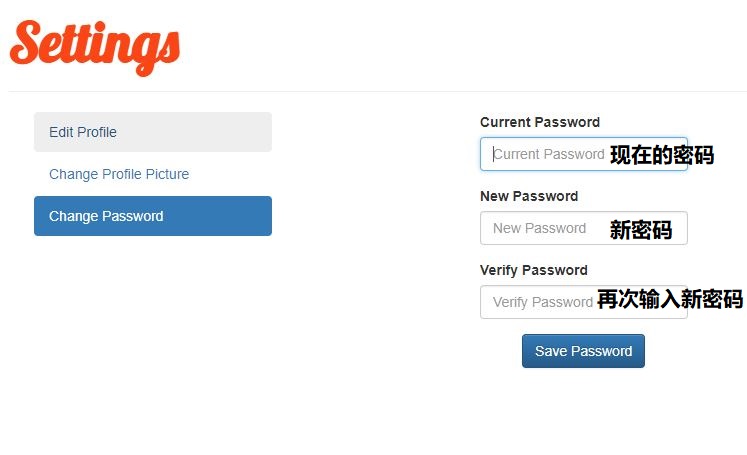 Settings
Edit Profile
Change Profile Picture
Change Password
Current Password
Current Password 现在的密码
New Password
New Password 新密码
Verify Password
Verify Password 再次输入新密码
Save Password